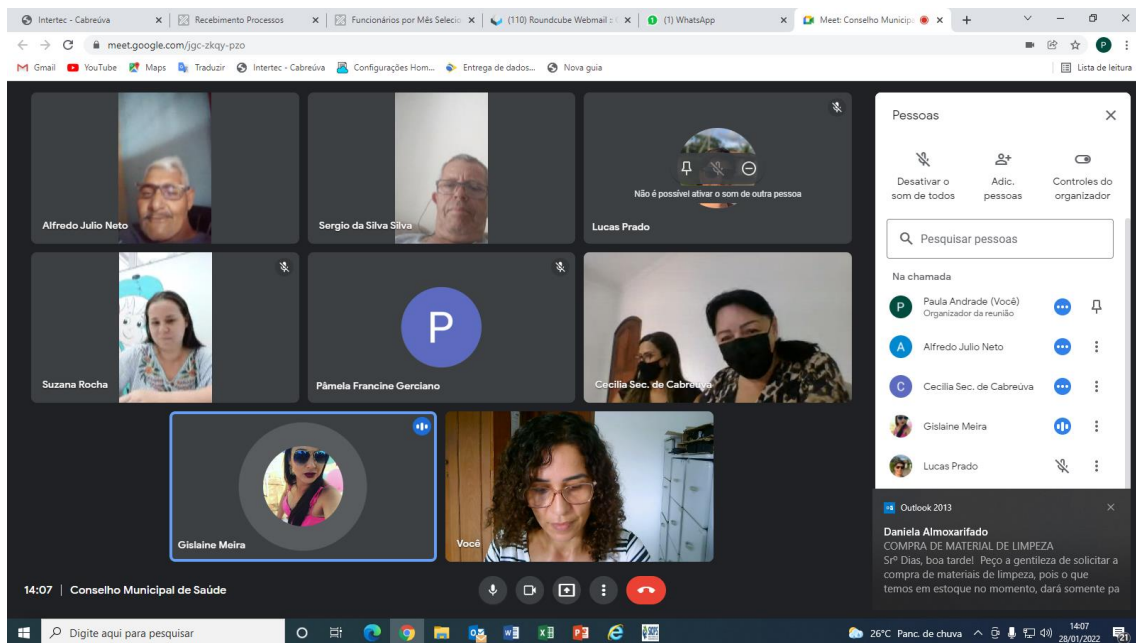 Intertec - Cabreúva
Recebimento Processos
Funcionários por Mês Selecio
(110) Roundcube Webmail ::
(1) WhatsApp
Meet: Conselho Municip
meet.google.com/jgc-zkqy-pzo
P
Gmail
YouTube
Maps
Traduzir
Intertec - Cabreúva
Configurações Hom...
Entrega de dados...
Nova guia
Lista de leitura
Alfredo Julio Neto
Sergio da Silva Silva
Não é possível ativar o som de outra pessoa
Lucas Prado
Suzana Rocha
P
Pâmela Francine Gerciano
Cecilia Sec. de Cabreúva
Gislaine Meira
Você
14:07 | Conselho Municipal de Saúde
Pessoas
Desativar o
som de todos
Adic.
pessoas
Controles do
organizador
Pesquisar pessoas
Na chamada
P
Paula Andrade (Você)
Organizador da reunião
A
Alfredo Julio Neto
C
Cecilia Sec. de Cabreúva
Gislaine Meira
Lucas Prado
Outlook 2013
Daniela Almoxarifado
COMPRA DE MATERIAL DE LIMPEZA
Srº Dias, boa tarde! Peço a gentileza de solicitar a
compra de materiais de limpeza, pois o que
temos em estoque no momento, dará somente pa
Digite aqui para pesquisar
26°C Panc. de chuva
14:07
28/01/2022
21